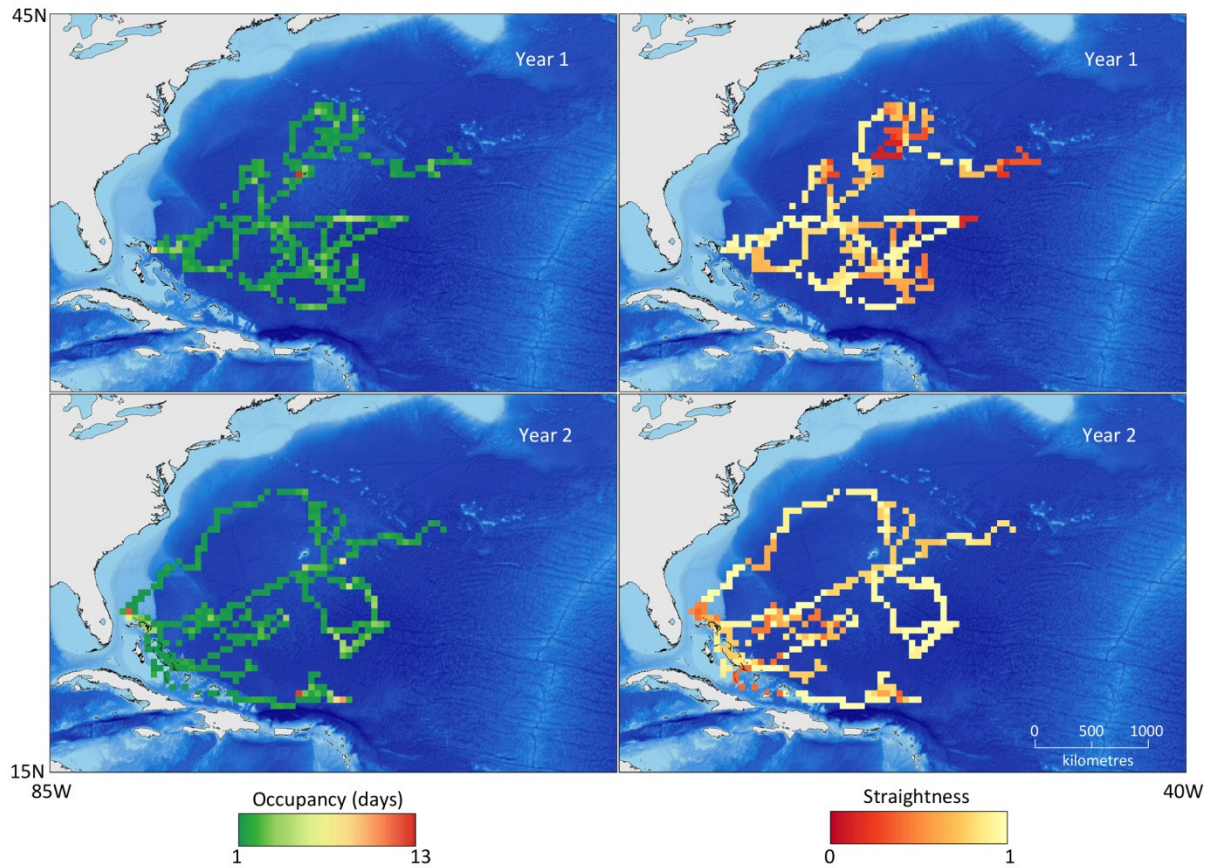 45N
Year 1
Year 1
Year 2
Year 2
0 500 1000
kilometres
15N
85W
40W
Occupancy (days)
1 13
Straightness
0 1